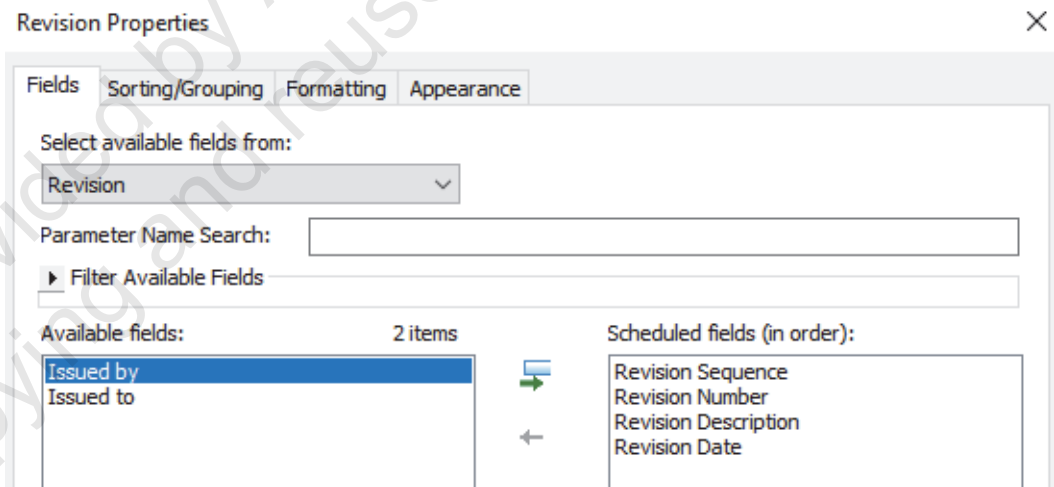 Revision Properties
Fields Sorting/Grouping Formatting Appearance
Select available fields from:
Revision
Parameter Name Search:
Filter Available Fields
Available fields: 2 items Scheduled fields (in order):
Issued by
Issued to
Revision Sequence
Revision Number
Revision Description
Revision Date